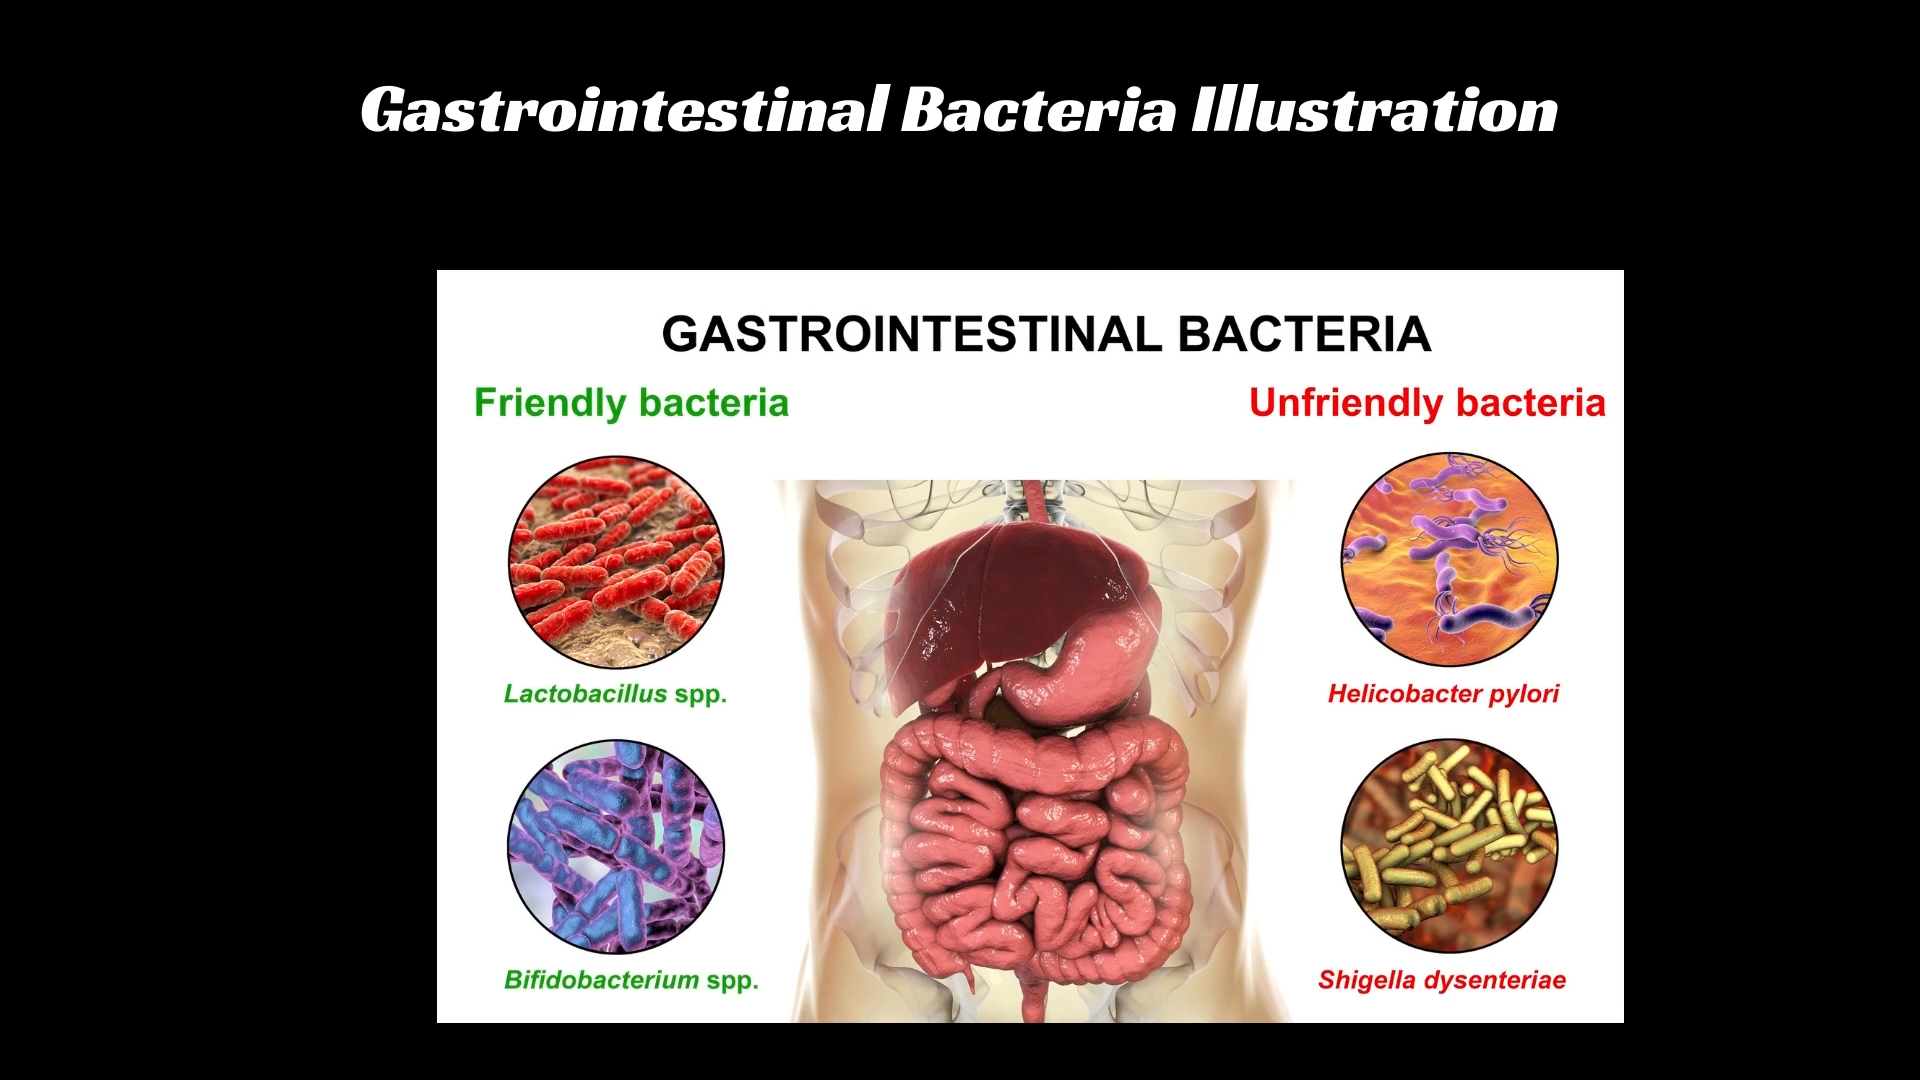 Gastrointestinal Bacteria Illustration
GASTROINTESTINAL BACTERIA
Friendly bacteria
Unfriendly bacteria
Lactobacillus spp.
Helicobacter pylori
Bifidobacterium spp.
Shigella dysenteriae